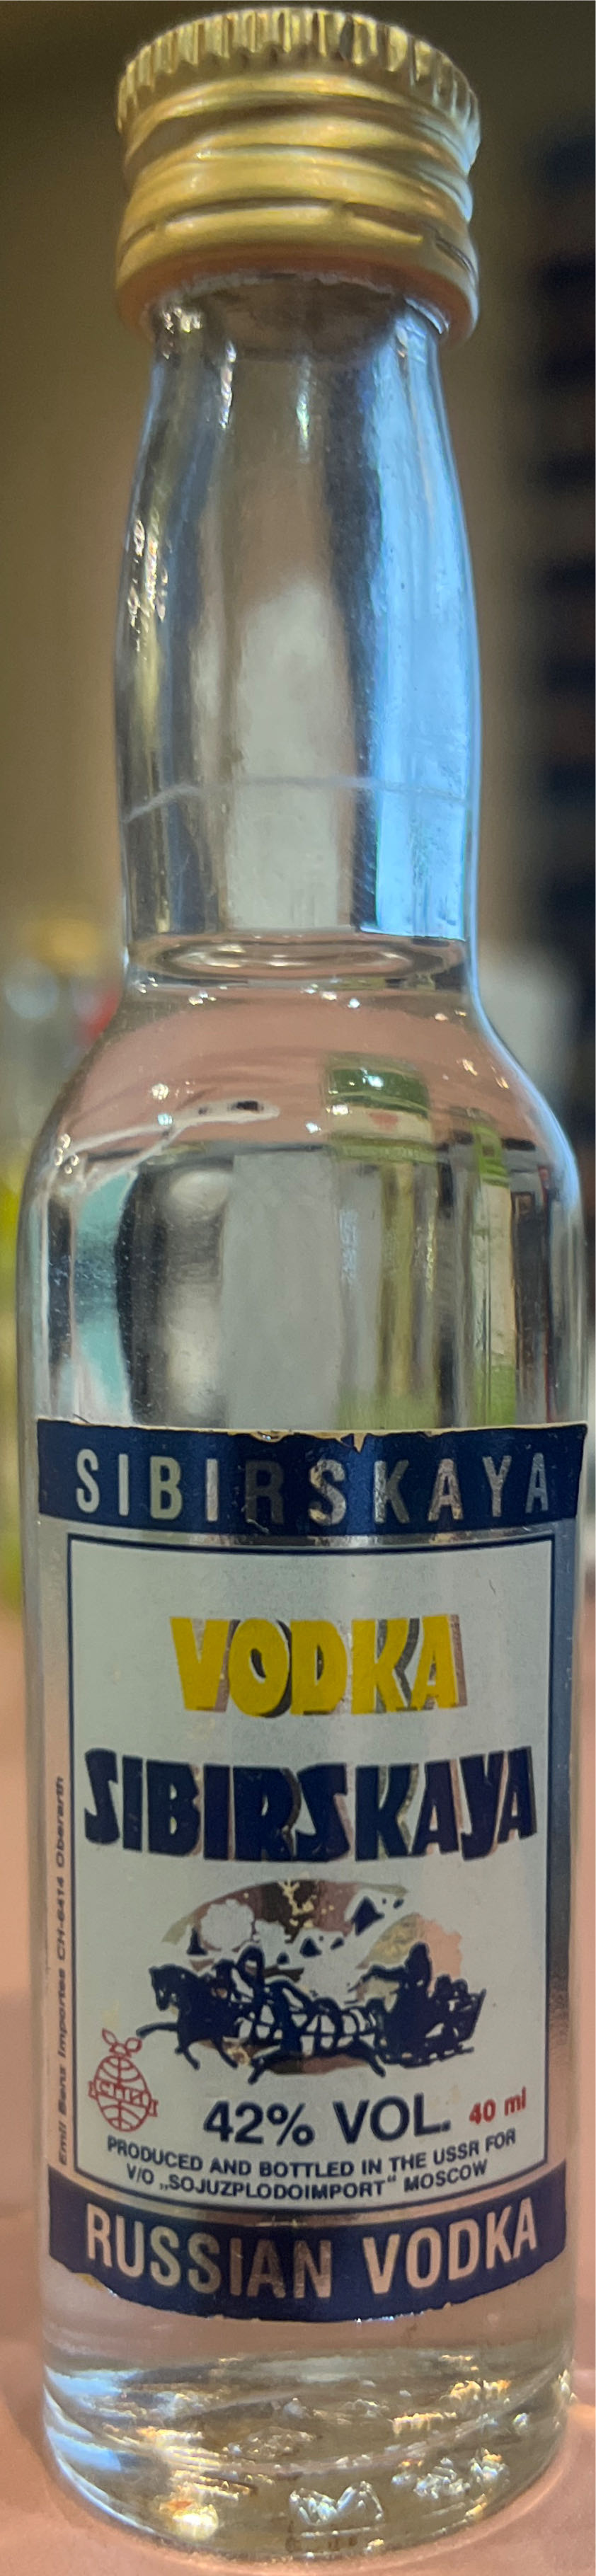 SIBIRSKAYA
VODKA
SIBIRSKAYA
42% VOL. 40 ml
PRODUCED AND BOTTLED IN THE USSR FOR
V/O „SOJUZPLODOIMPORT“ MOSCOW
RUSSIAN VODKA
Emil Benz Importes CH-6414 Oberarth